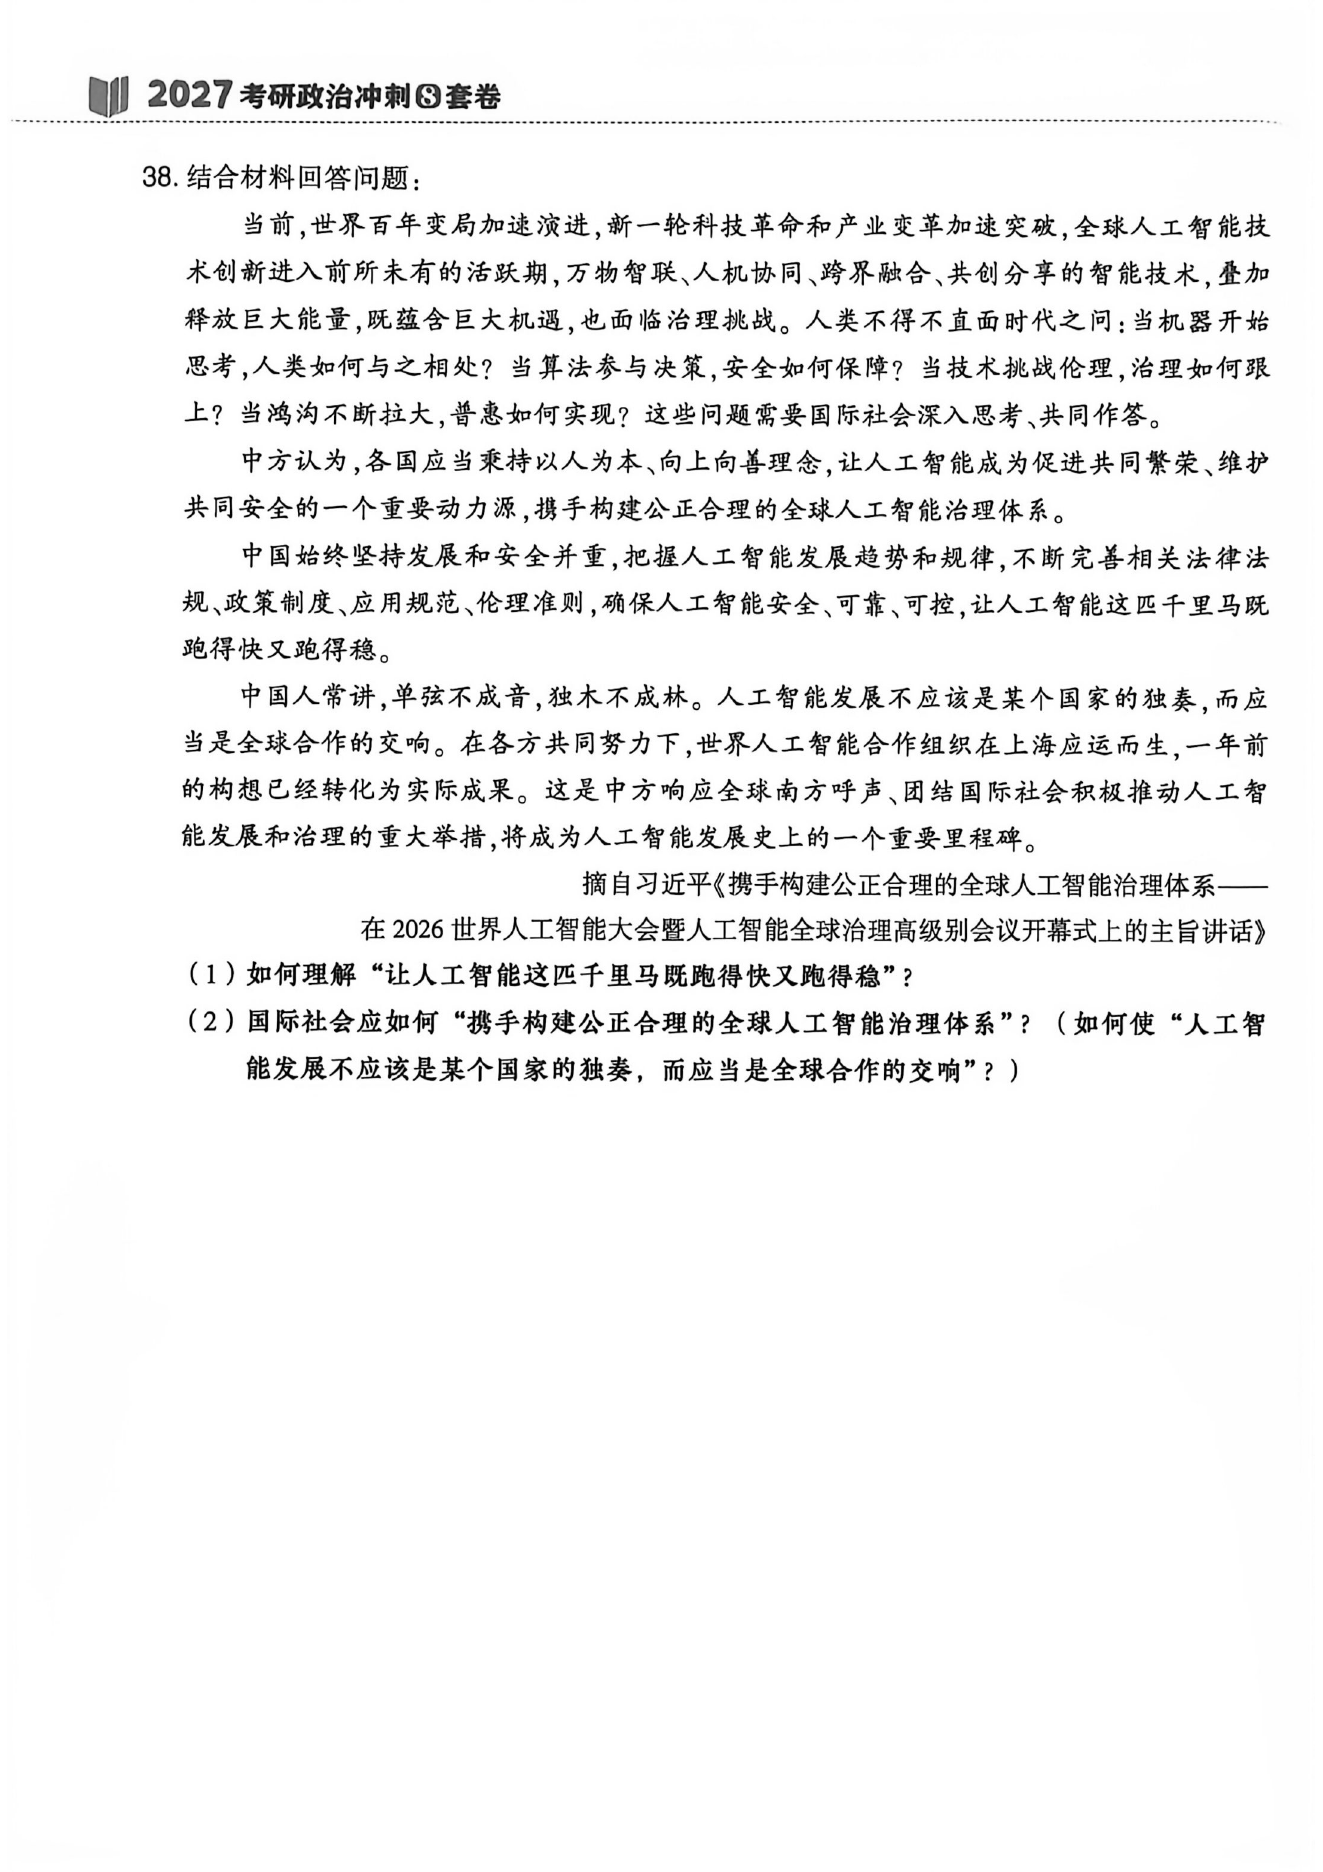 2027考研政治冲刺8套卷
38. 结合材料回答问题：
当前，世界百年变局加速演进，新一轮科技革命和产业变革加速突破，全球人工智能技
术创新进入前所未有的活跃期，万物智联、人机协同、跨界融合、共创分享的智能技术，叠加
释放巨大能量，既蕴含巨大机遇，也面临治理挑战。人类不得不直面时代之问：当机器开始
思考，人类如何与之相处？当算法参与决策，安全如何保障？当技术挑战伦理，治理如何跟
上？当鸿沟不断拉大，普惠如何实现？这些问题需要国际社会深入思考、共同作答。
中方认为，各国应当秉持以人为本、向上向善理念，让人工智能成为促进共同繁荣、维护
共同安全的一个重要动力源，携手构建公正合理的全球人工智能治理体系。
中国始终坚持发展和安全并重，把握人工智能发展趋势和规律，不断完善相关法律法
规、政策制度、应用规范、伦理准则，确保人工智能安全、可靠、可控，让人工智能这匹千里马既
跑得快又跑得稳。
中国人常讲，单弦不成音，独木不成林。人工智能发展不应该是某个国家的独奏，而应
当是全球合作的交响。在各方共同努力下，世界人工智能合作组织在上海应运而生，一年前
的构想已经转化为实际成果。这是中方响应全球南方呼声、团结国际社会积极推动人工智
能发展和治理的重大举措，将成为人工智能发展史上的一个重要里程碑。
摘自习近平《携手构建公正合理的全球人工智能治理体系——
在 2026 世界人工智能大会暨人工智能全球治理高级别会议开幕式上的主旨讲话》
（1）如何理解“让人工智能这匹千里马既跑得快又跑得稳”？
（2）国际社会应如何“携手构建公正合理的全球人工智能治理体系”？（如何使“人工智
能发展不应该是某个国家的独奏，而应当是全球合作的交响”？）